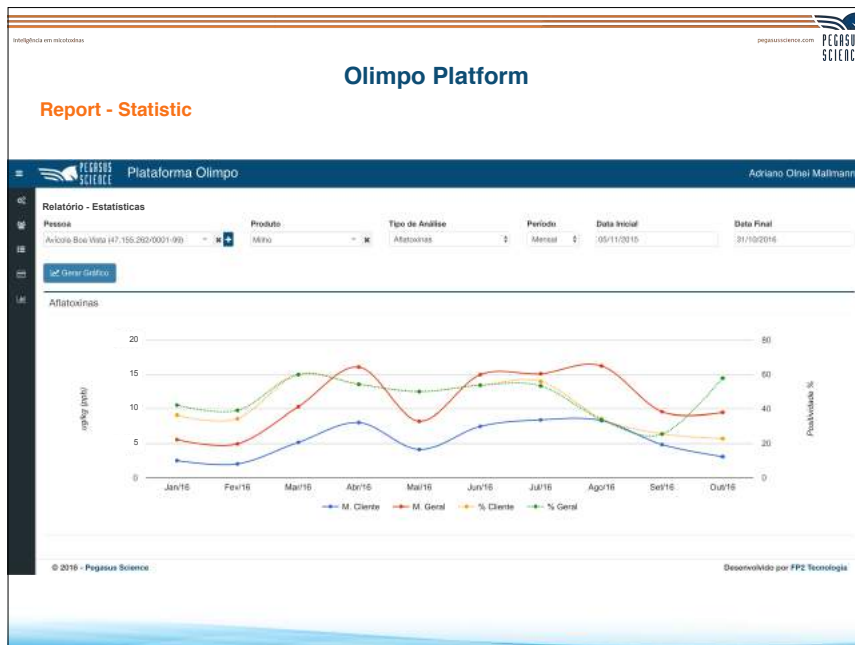 inteligência em micotoxinas
pegasusscience.com
PEGASU
SCIENC
Olimpo Platform
Report - Statistic
PEGASUS
SCIENCE
Plataforma Olimpo
Adriano Olnei Mallmann
Relatório - Estatísticas
Pessoa Produto Tipo de Análise Período Data Inicial Data Final
Avícola Boa Vista (47.155.262/0001-99) Milho Aflatoxinas Mensal 05/11/2015 31/10/2016
Gerar Gráfico
Aflatoxinas
20 80
15 60
10 40
5 20
0 0
ug/kg (ppb)
Positividade %
Jan/16 Fev/16 Mar/16 Abr/16 Mai/16 Jun/16 Jul/16 Ago/16 Set/16 Out/16
M. Cliente M. Geral % Cliente % Geral
© 2016 - Pegasus Science Desenvolvido por FP2 Tecnologia